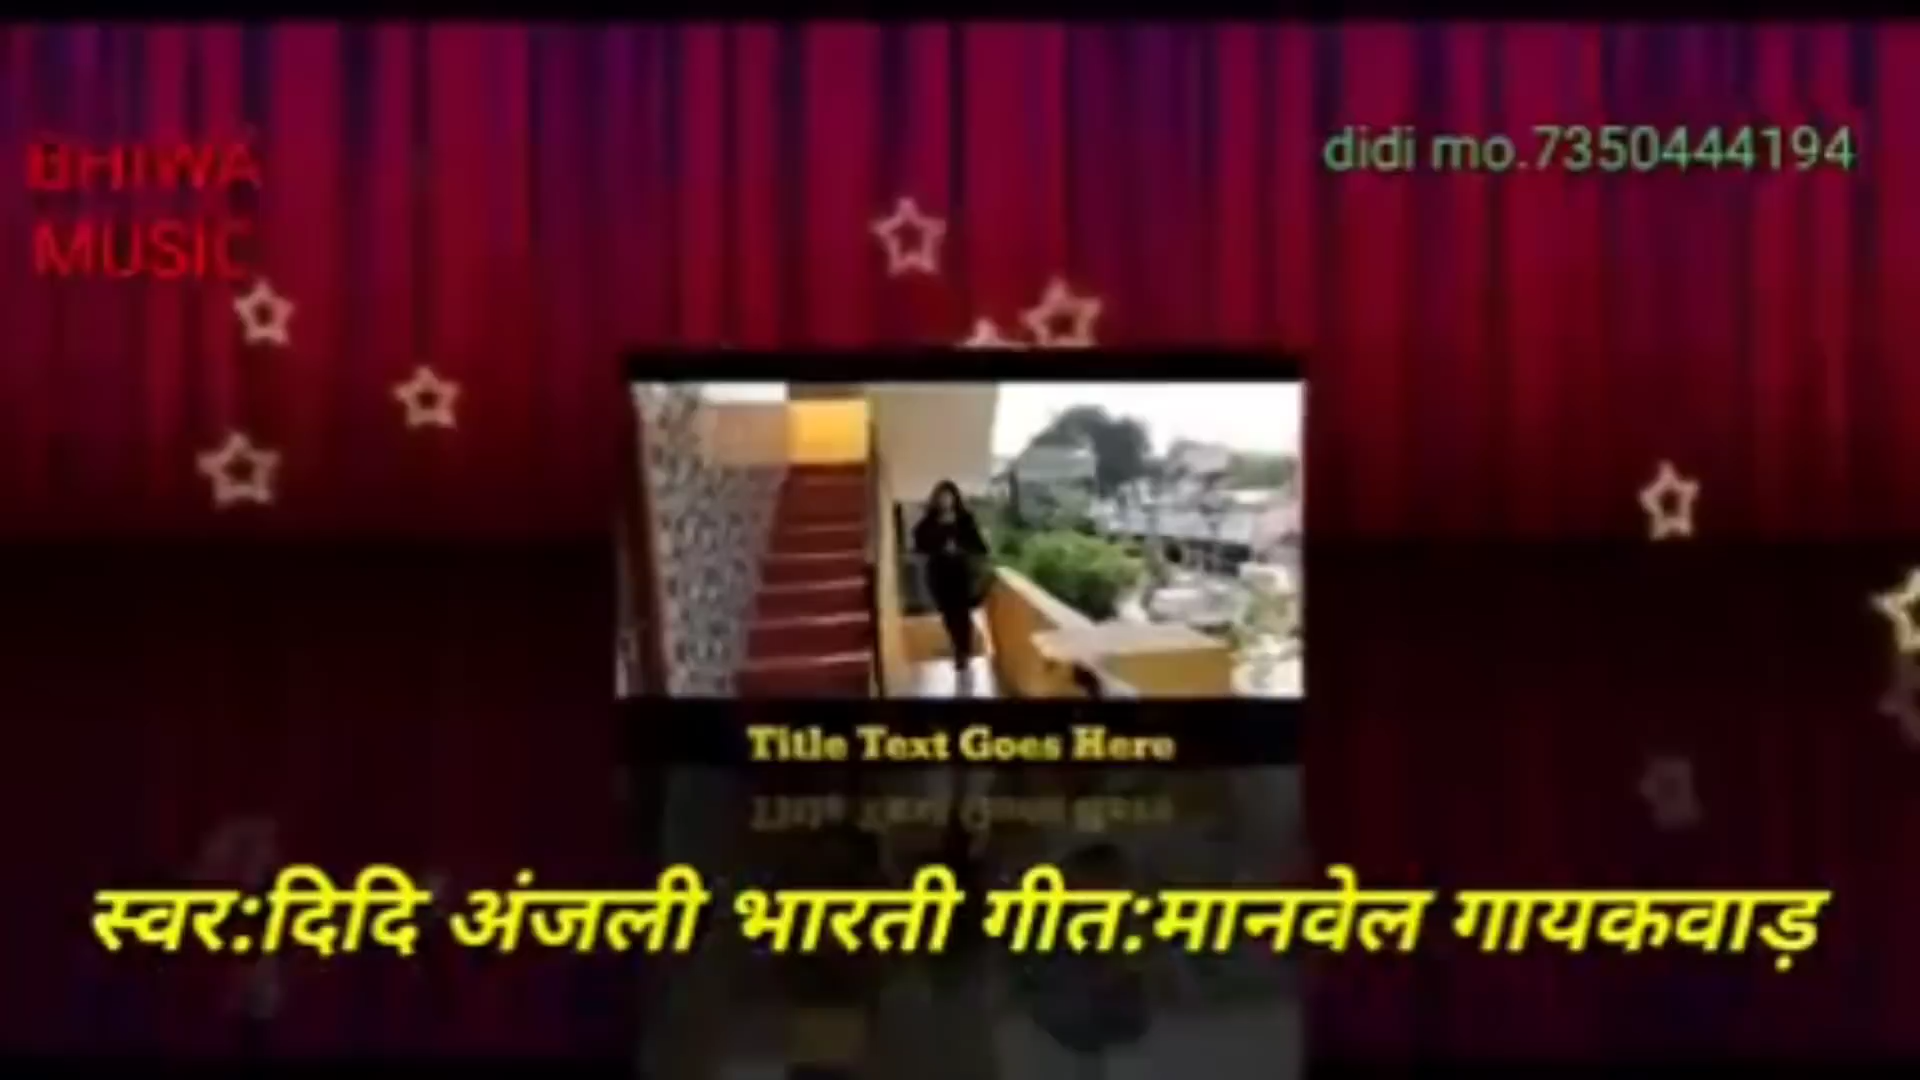 BHIWA
MUSIC
didi mo.7350444194
Title Text Goes Here
स्वर:दिदि अंजली भारती गीत:मानवेल गायकवाड़